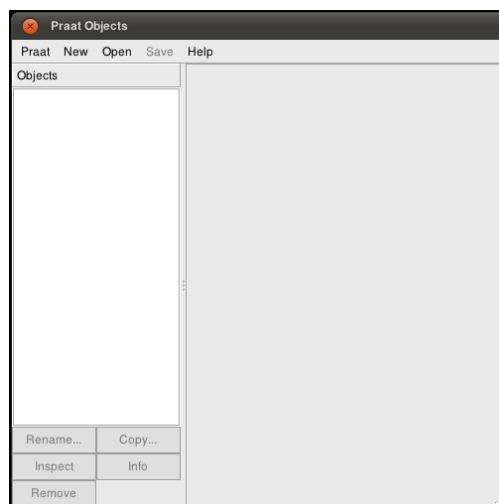 Praat Objects
Praat New Open Save Help
Objects
Rename... Copy...
Inspect Info
Remove